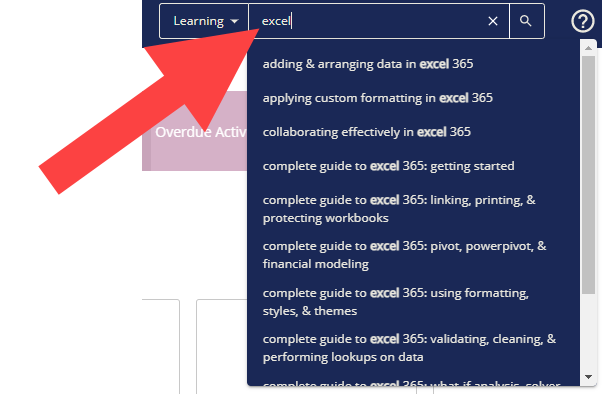 Learning
excel
?
Overdue Activ
adding & arranging data in excel 365
applying custom formatting in excel 365
collaborating effectively in excel 365
complete guide to excel 365: getting started
complete guide to excel 365: linking, printing, &
protecting workbooks
complete guide to excel 365: pivot, powerpivot, &
financial modeling
complete guide to excel 365: using formatting,
styles, & themes
complete guide to excel 365: validating, cleaning, &
performing lookups on data
complete guide to excel 365: what if analysis, solver